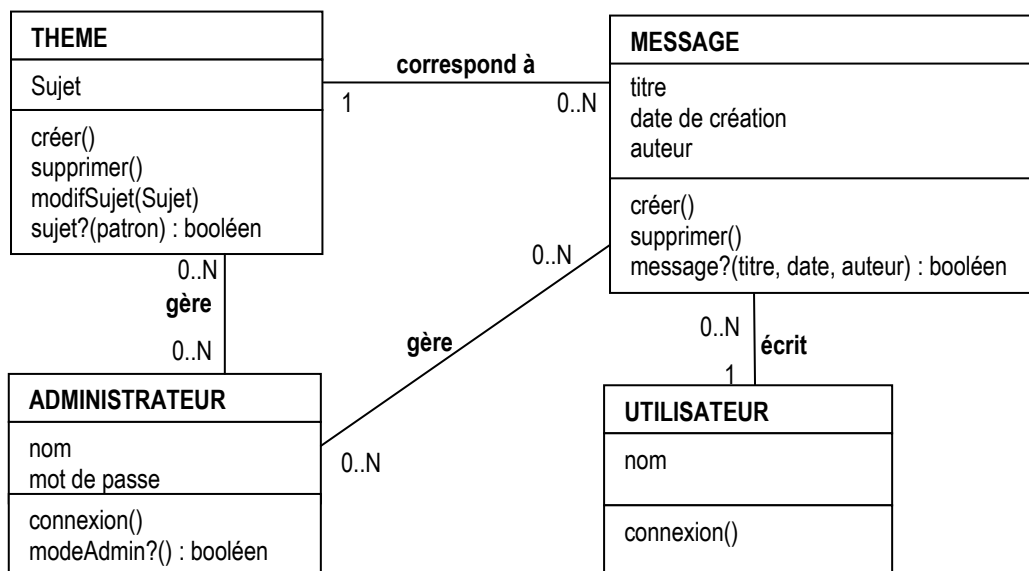 THEME
Sujet
créer()
supprimer()
modifSujet(Sujet)
sujet?(patron) : booléen
correspond à
1
0..N
MESSAGE
titre
date de création
auteur
créer()
supprimer()
message?(titre, date, auteur) : booléen
0..N
gère
0..N
0..N
gère
0..N
0..N
écrit
1
ADMINISTRATEUR
nom
mot de passe
connexion()
modeAdmin?() : booléen
UTILISATEUR
nom
connexion()